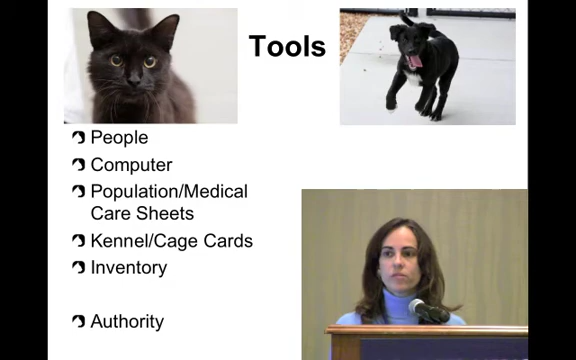 Tools
People
Computer
Population/Medical
Care Sheets
Kennel/Cage Cards
Inventory
Authority